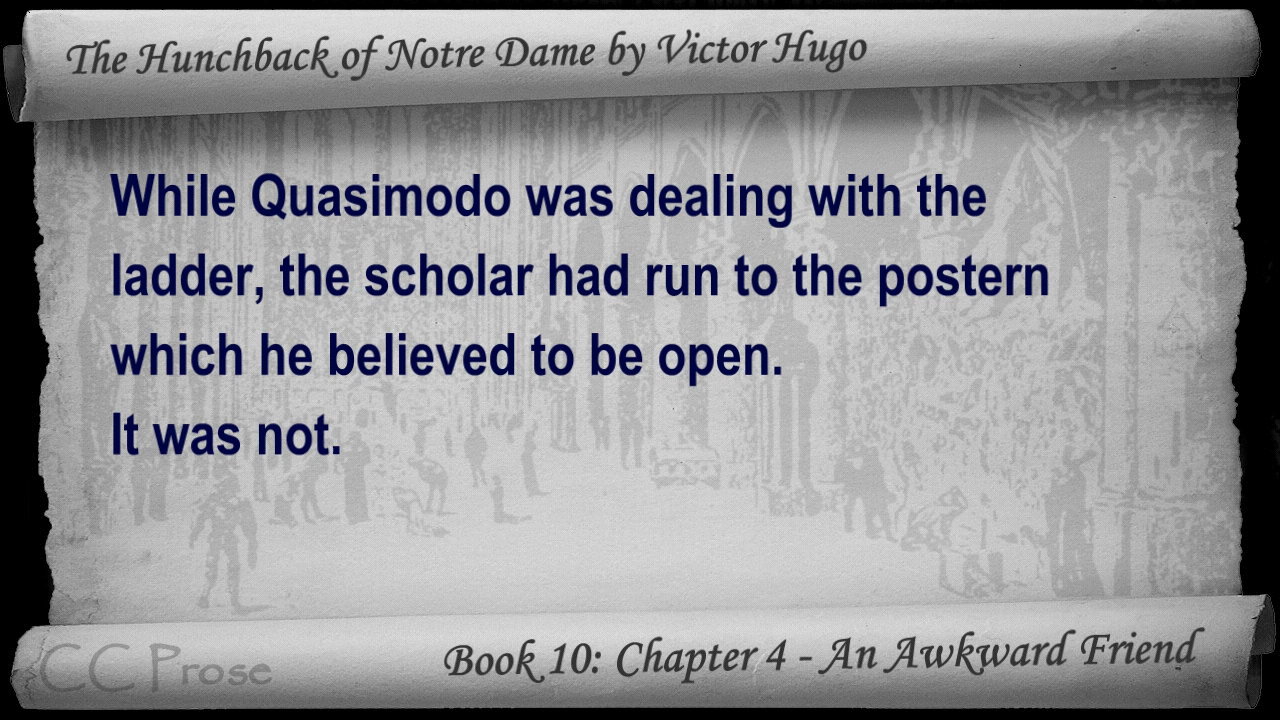 The Hunchback of Notre Dame by Victor Hugo
While Quasimodo was dealing with the
ladder, the scholar had run to the postern
which he believed to be open.
It was not.
CC Prose
Book 10: Chapter 4 - An Awkward Friend